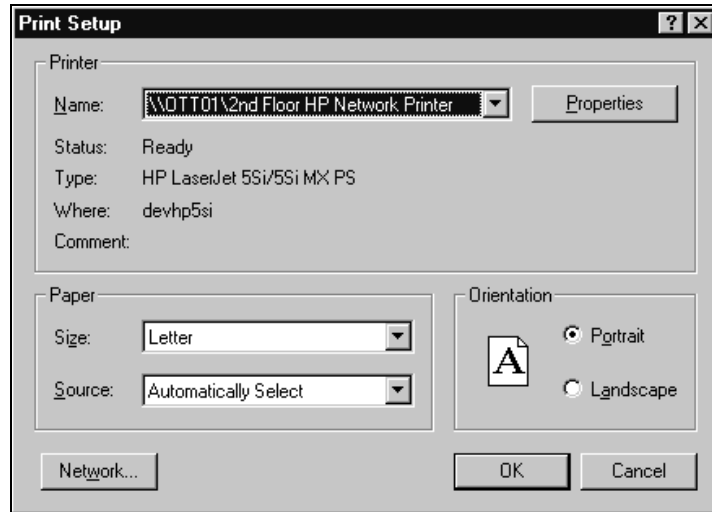 Print Setup
Printer
Name: \\OTT01\2nd Floor HP Network Printer Properties
Status: Ready
Type: HP LaserJet 5Si/5Si MX PS
Where: devhp5si
Comment:
Paper
Size: Letter
Source: Automatically Select
Orientation
A
Portrait
Landscape
Network... OK Cancel